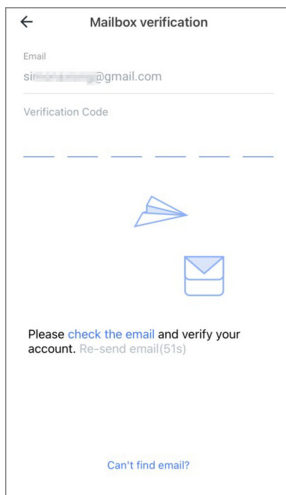 Mailbox verification
Email
@gmail.com
Verification Code
Please check the email and verify your
account. Re-send email(51s)
Can't find email?